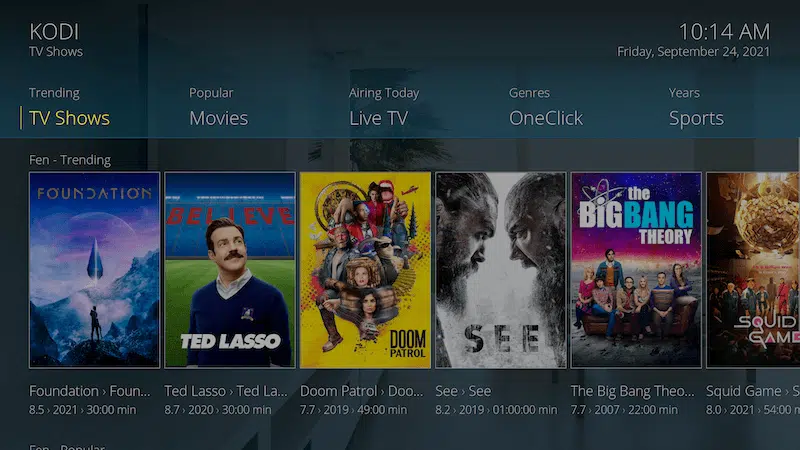 KODI
10:14 AM
TV Shows
Friday, September 24, 2021
Trending
Popular
Airing Today
Genres
Years
TV Shows
Movies
Live TV
OneClick
Sports
Fen - Trending
FOUNDATION
BELIEVE
TED LASSO
DOOM
PATROL
SEE
the
BIG BANG
THEORY
SQUID
GAME
Foundation › Foun...
Ted Lasso › Ted La...
Doom Patrol › Doo...
See › See
The Big Bang Theo...
Squid Game › S
8.5 › 2021 › 30:00 min
8.7 › 2020 › 30:00 min
7.7 › 2019 › 49:00 min
8.2 › 2019 › 01:00:00 min
7.7 › 2007 › 22:00 min
8.0 › 2021 › 54:00 m
Fen - Popular